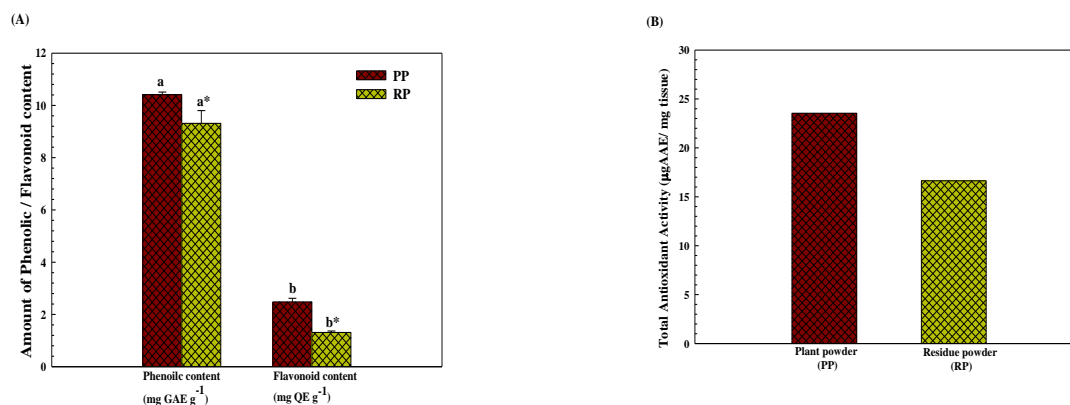 (A)
Amount of Phenolic / Flavonoid content
12
10
8
6
4
2
0
a
a*
b
b*
PP
RP
Phenoilc content
(mg GAE g-1)
Flavonoid content
(mg QE g-1)
(B)
Total Antioxidant Activity (µgAAE/ mg tissue)
30
25
20
15
10
5
0
Plant powder
(PP)
Residue powder
(RP)